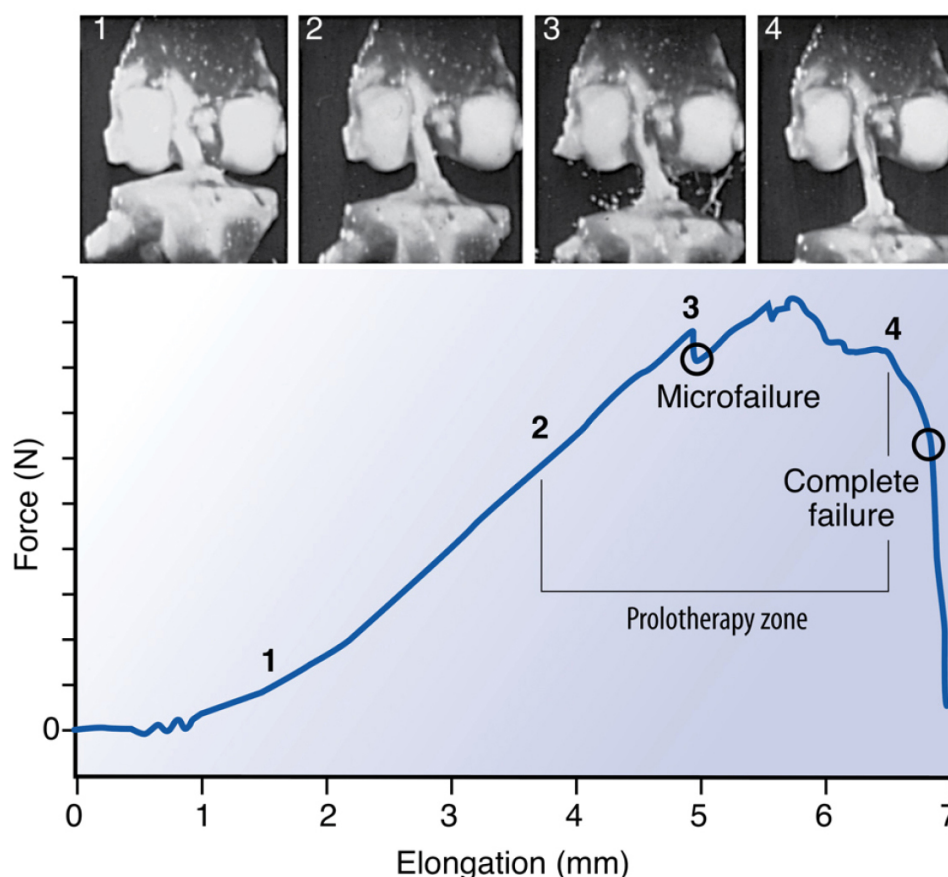 1
2
3
4
3
4
Microfailure
2
Complete
failure
Prolotherapy zone
1
Force (N)
0
0
1
2
3
4
5
6
7
Elongation (mm)